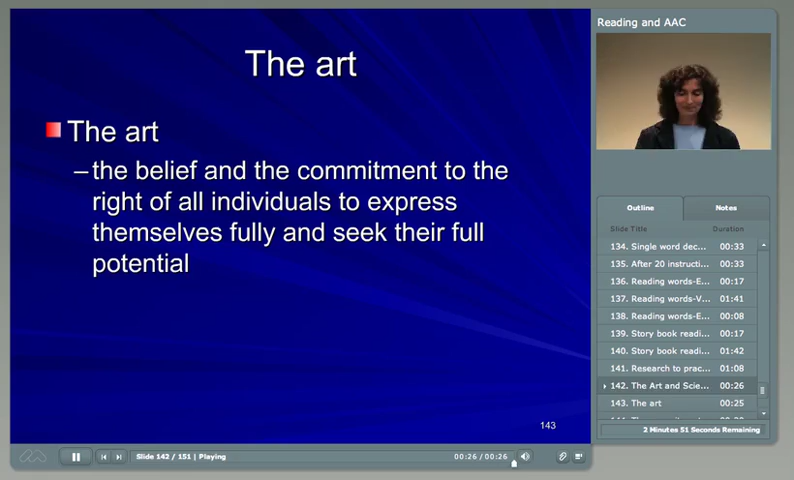 The art
The art
–the belief and the commitment to the
right of all individuals to express
themselves fully and seek their full
potential
143
Slide 142 / 151 | Playing
00:26 / 00:26
Reading and AAC
Outline
Notes
Slide Title
Duration
134. Single word dec... 00:33
135. After 20 instructi... 00:33
136. Reading words-E... 00:17
137. Reading words-V... 01:41
138. Reading words-E... 00:08
139. Story book readi... 00:17
140. Story book readi... 01:42
141. Research to prac... 01:08
142. The Art and Scie... 00:26
143. The art 00:25
2 Minutes 51 Seconds Remaining